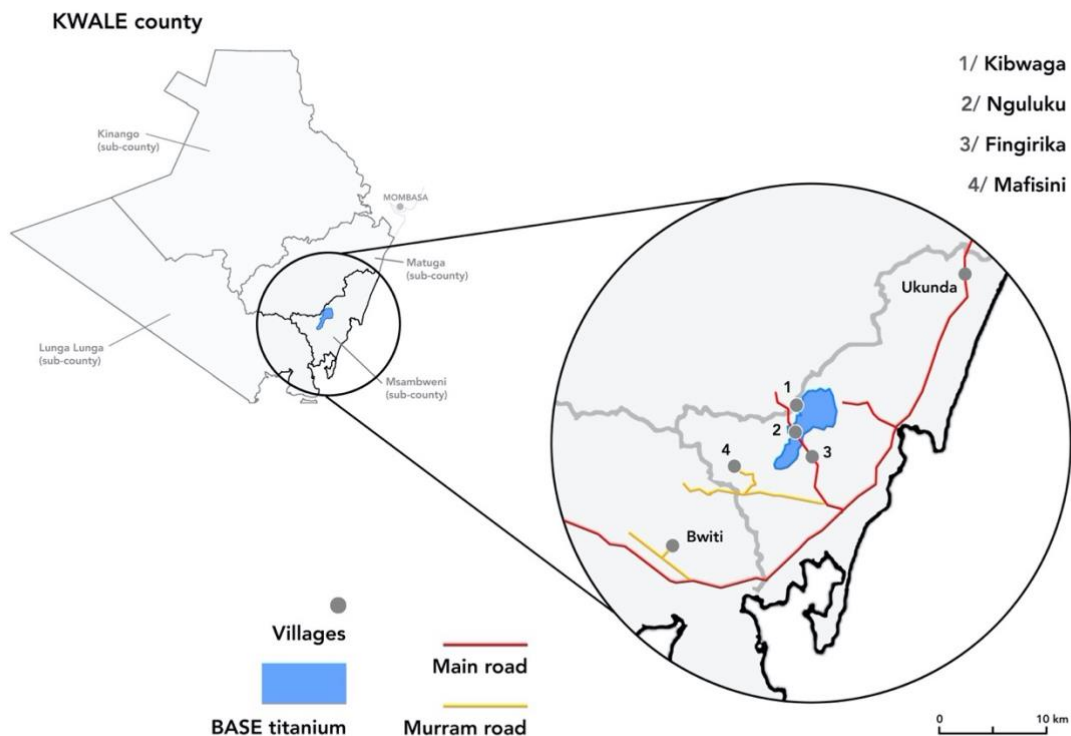 KWALE county
1/ Kibwaga
2/ Nguluku
3/ Fingirika
4/ Mafisini
Kinango
(sub-county)
MOMBASA
Matuga
(sub-county)
Lunga Lunga
(sub-county)
Msambweni
(sub-county)
Ukunda
1
2
3
4
Bwiti
Villages
BASE titanium
Main road
Murram road
0 10 km